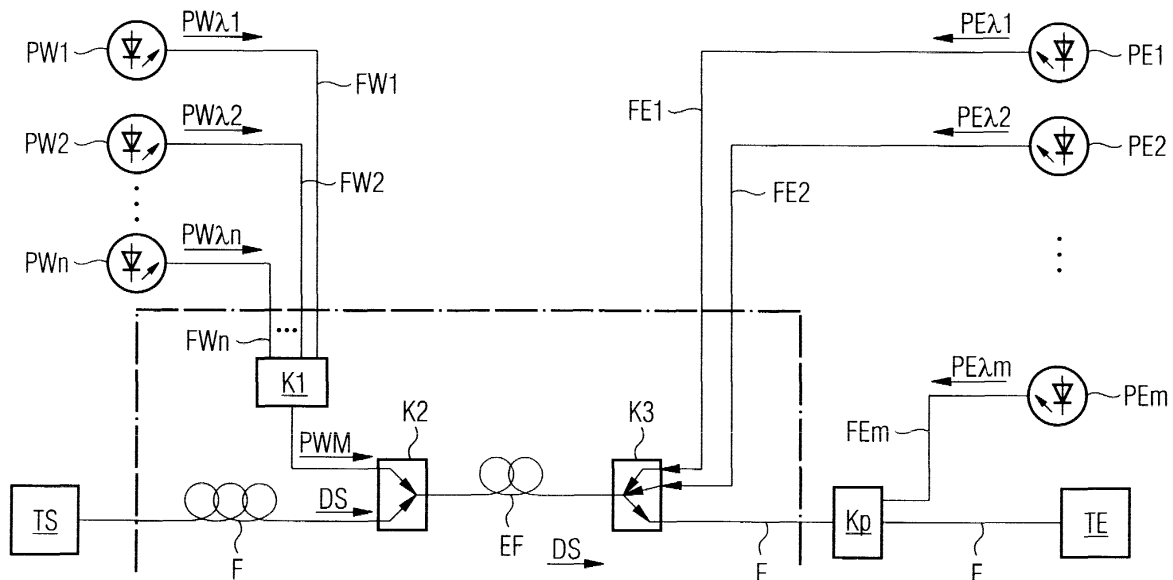 PWλ1
PEλ1
PW1
PE1
FW1
FE1
PWλ2
PEλ2
PW2
PE2
FW2
FE2
PWλn
PWn
FWn
K1
PEλm
PEm
FEm
K2
K3
PWM
DS
TS
F
EF
DS
F
Kp
F
TE